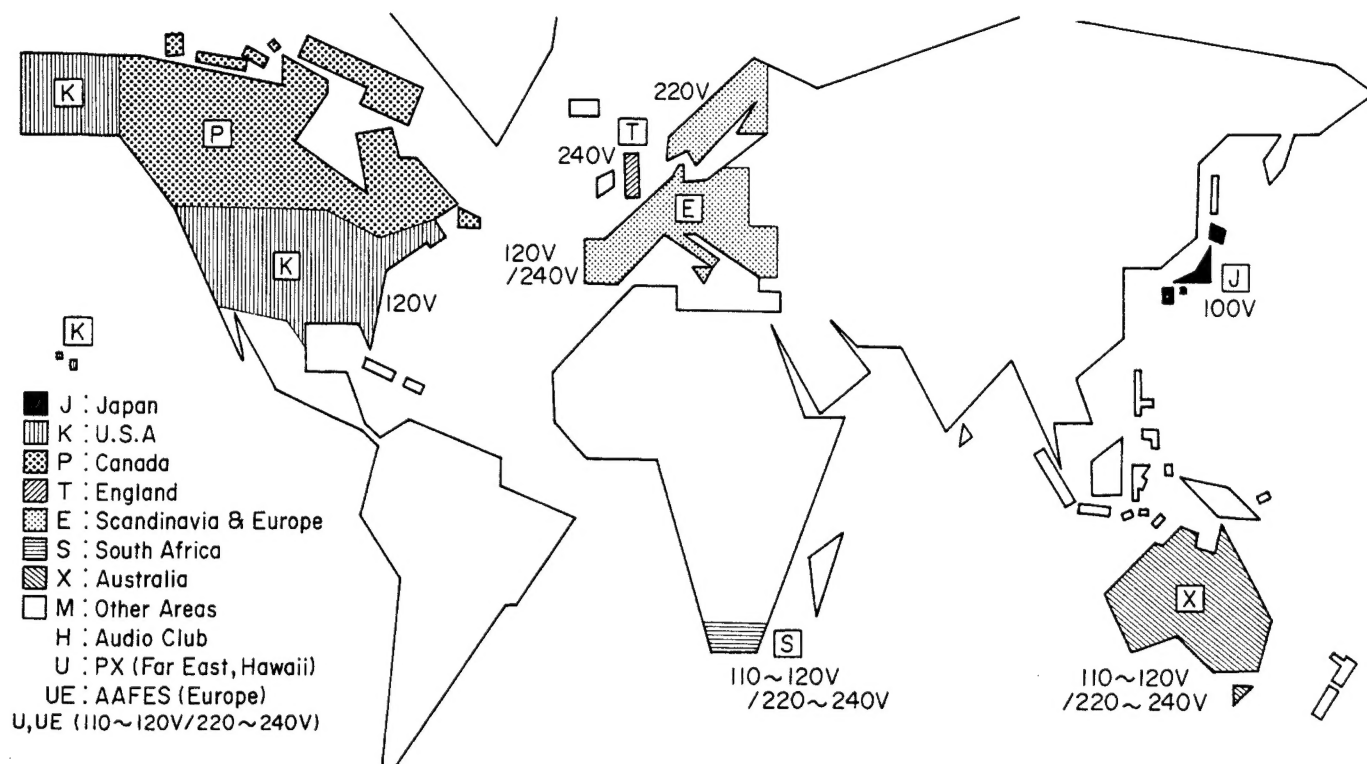 K
P
T
220V
240V
E
120V
/240V
K
120V
J
100V
K
J : Japan
K : U.S.A
P : Canada
T : England
E : Scandinavia & Europe
S : South Africa
X : Australia
M : Other Areas
H : Audio Club
U : PX (Far East, Hawaii)
UE : AAFES (Europe)
U, UE (110~120V/220~240V)
S
110~120V
/220~240V
X
110~120V
/220~240V